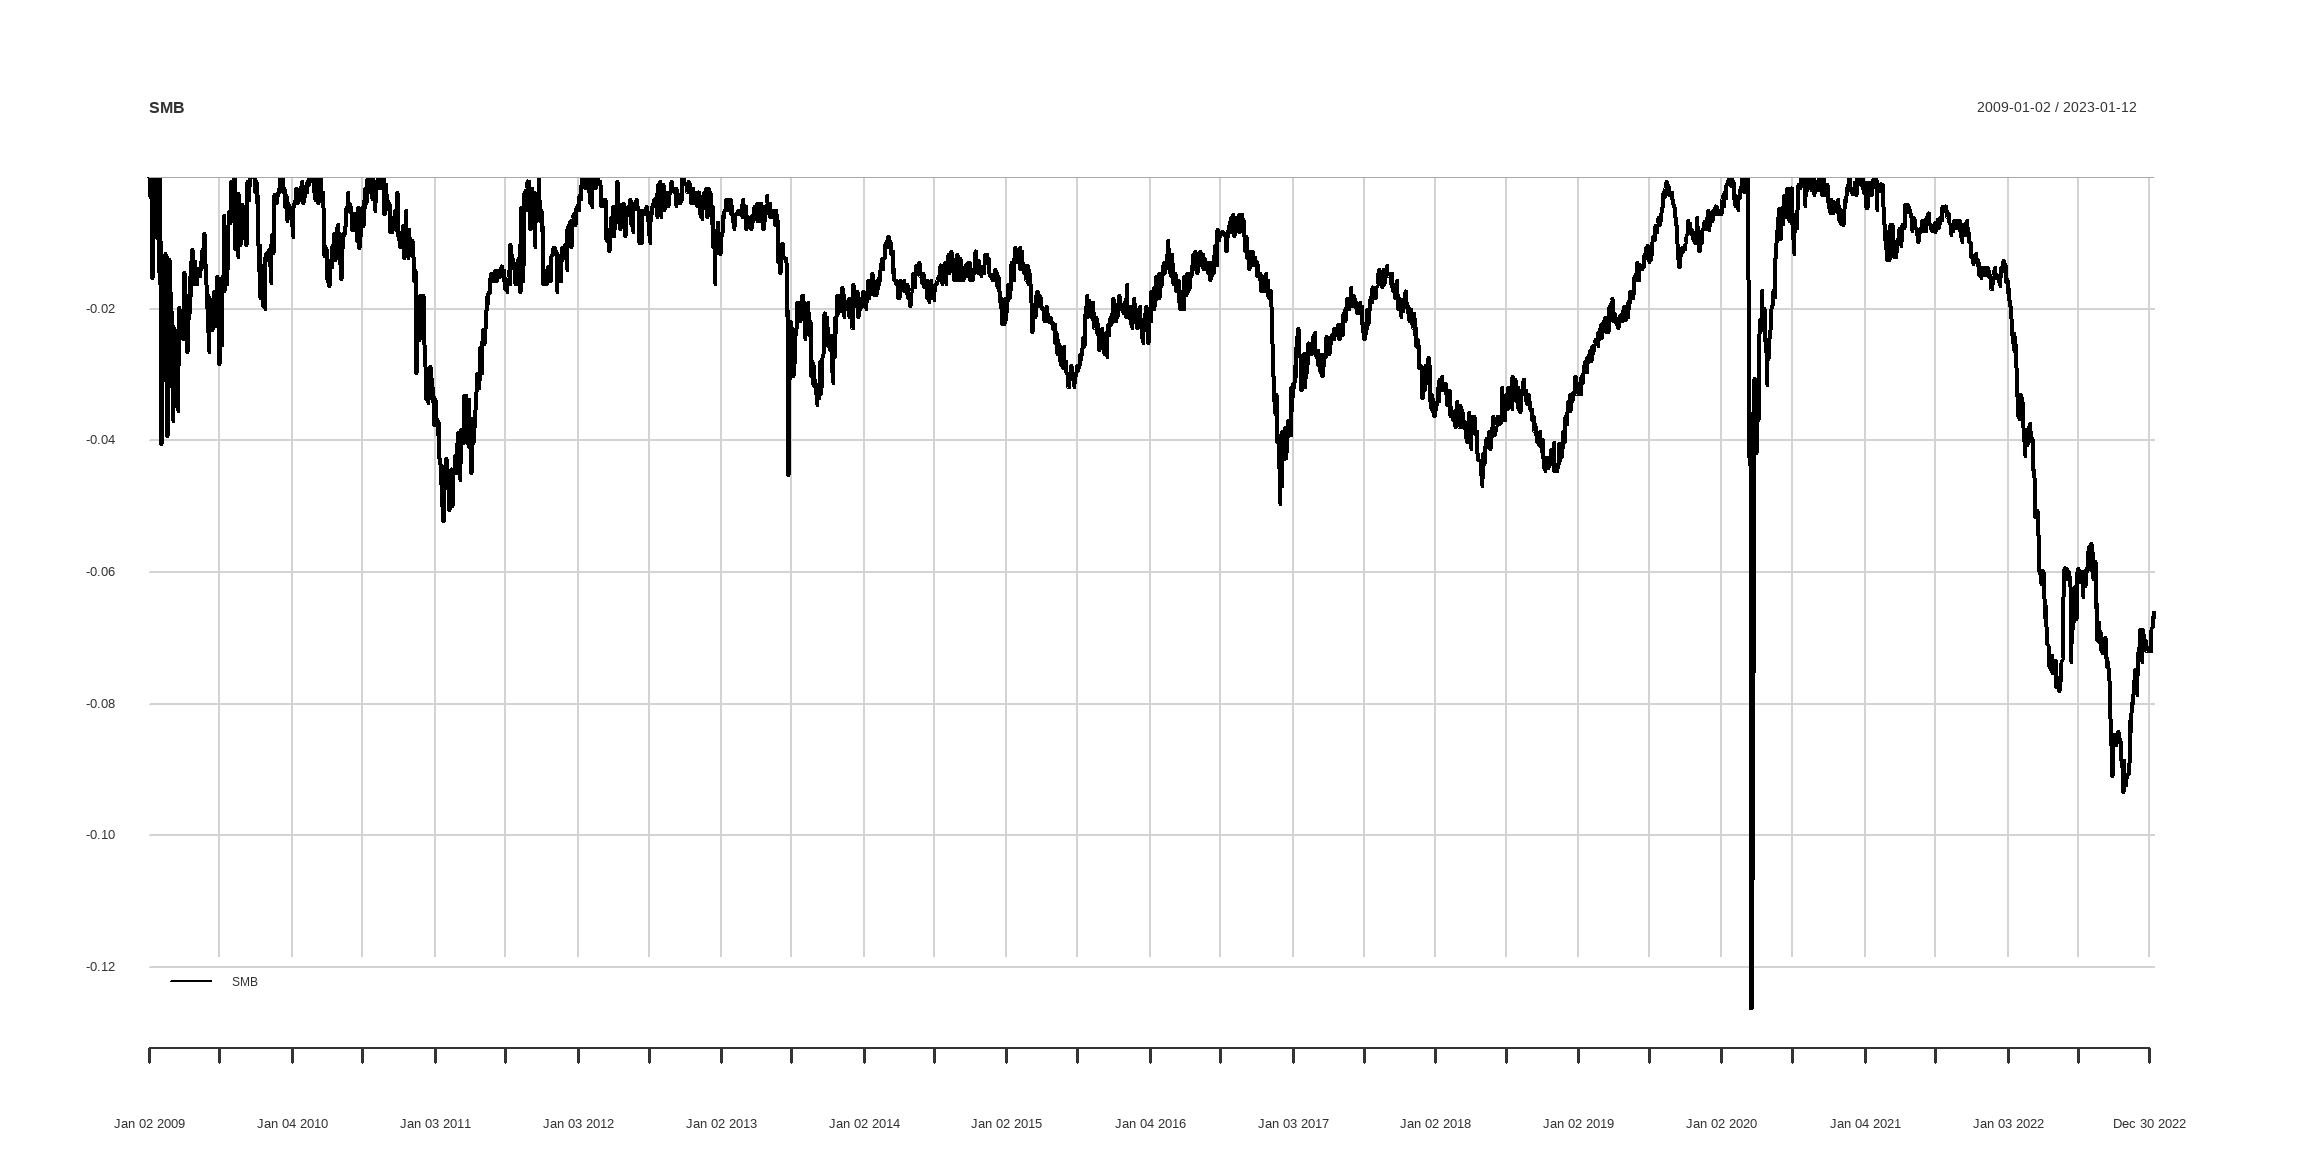 SMB
2009-01-02 / 2023-01-12
-0.02
-0.04
-0.06
-0.08
-0.10
-0.12
SMB
Jan 02 2009
Jan 04 2010
Jan 03 2011
Jan 03 2012
Jan 02 2013
Jan 02 2014
Jan 02 2015
Jan 04 2016
Jan 03 2017
Jan 02 2018
Jan 02 2019
Jan 02 2020
Jan 04 2021
Jan 03 2022
Dec 30 2022